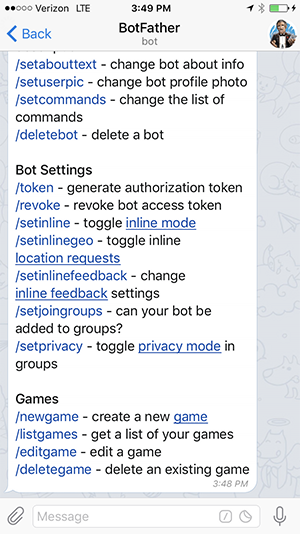 Verizon LTE 3:49 PM
Back
BotFather
bot
/setabouttext - change bot about info
/setuserpic - change bot profile photo
/setcommands - change the list of
commands
/deletebot - delete a bot
Bot Settings
/token - generate authorization token
/revoke - revoke bot access token
/setinline - toggle inline mode
/setinlinegeo - toggle inline
location requests
/setinlinefeedback - change
inline feedback settings
/setjoingroups - can your bot be
added to groups?
/setprivacy - toggle privacy mode in
groups
Games
/newgame - create a new game
/listgames - get a list of your games
/editgame - edit a game
/deletegame - delete an existing game
3:48 PM
Message